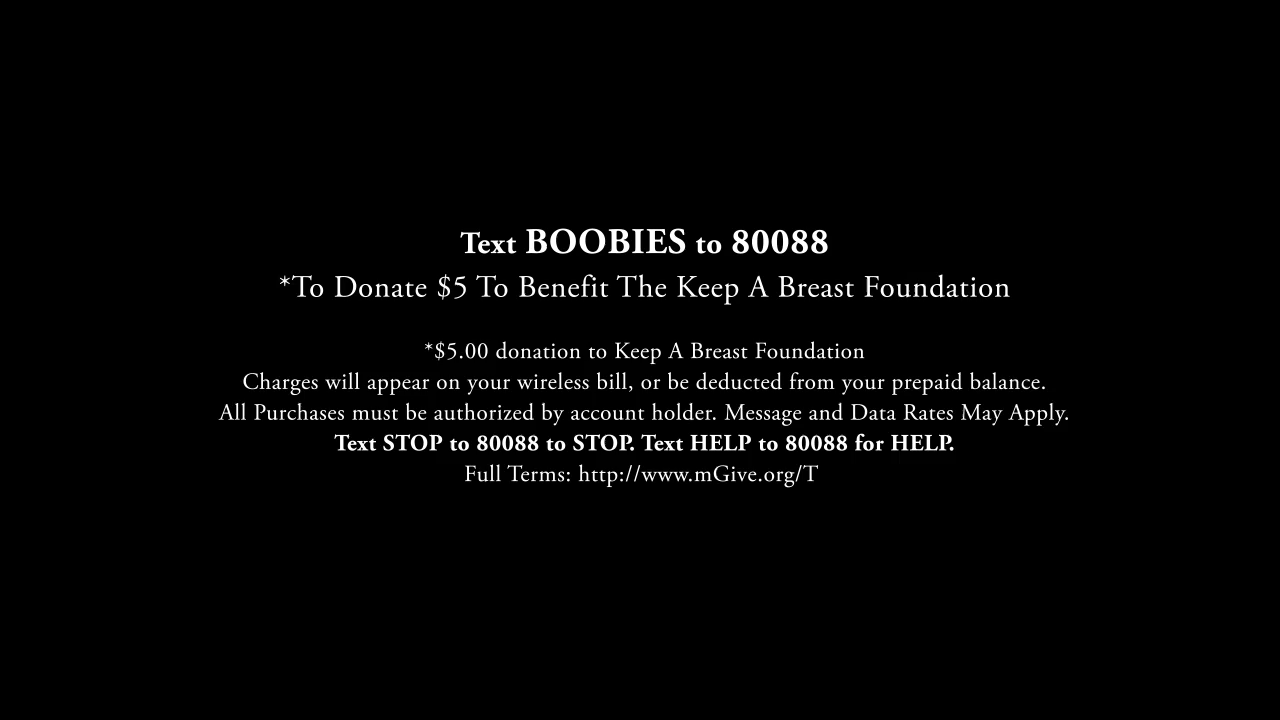 Text BOOBIES to 80088
*To Donate $5 To Benefit The Keep A Breast Foundation
*$5.00 donation to Keep A Breast Foundation
Charges will appear on your wireless bill, or be deducted from your prepaid balance.
All Purchases must be authorized by account holder. Message and Data Rates May Apply.
Text STOP to 80088 to STOP. Text HELP to 80088 for HELP.
Full Terms: http://www.mGive.org/T